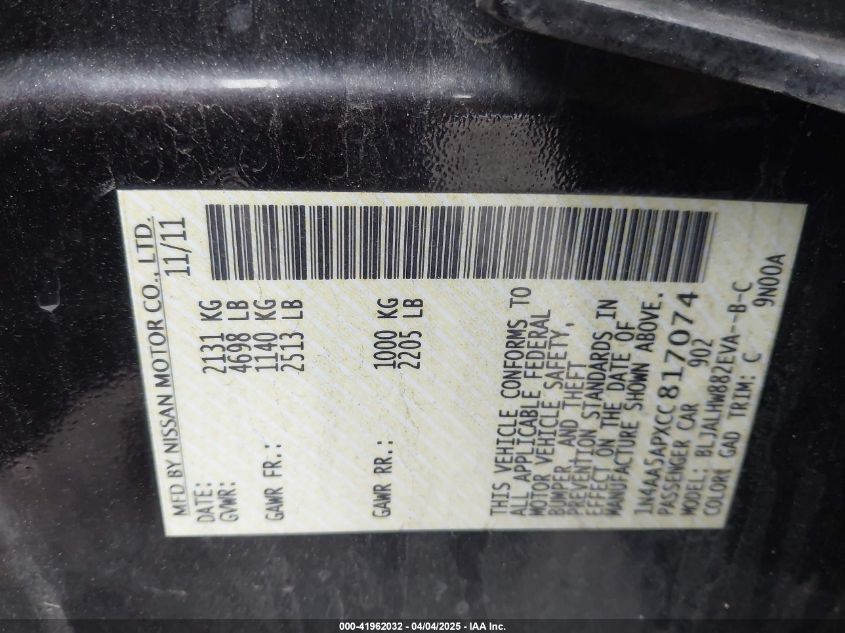 MFD BY NISSAN MOTOR CO., LTD.
DATE: 11/11
GVWR: 2131 KG
4698 LB
GAWR FR.: 1140 KG
2513 LB
GAWR RR.: 1000 KG
2205 LB
THIS VEHICLE CONFORMS TO
ALL APPLICABLE FEDERAL
MOTOR VEHICLE SAFETY,
BUMPER, AND THEFT
PREVENTION STANDARDS IN
EFFECT ON THE DATE OF
MANUFACTURE SHOWN ABOVE.
1N4AA5APXCC817074
PASSENGER CAR 902
MODEL: BLJALHW882EVA--B-C
COLOR: GAD TRIM: C 9N00A
000-41962032 - 04/04/2025 - IAA Inc.